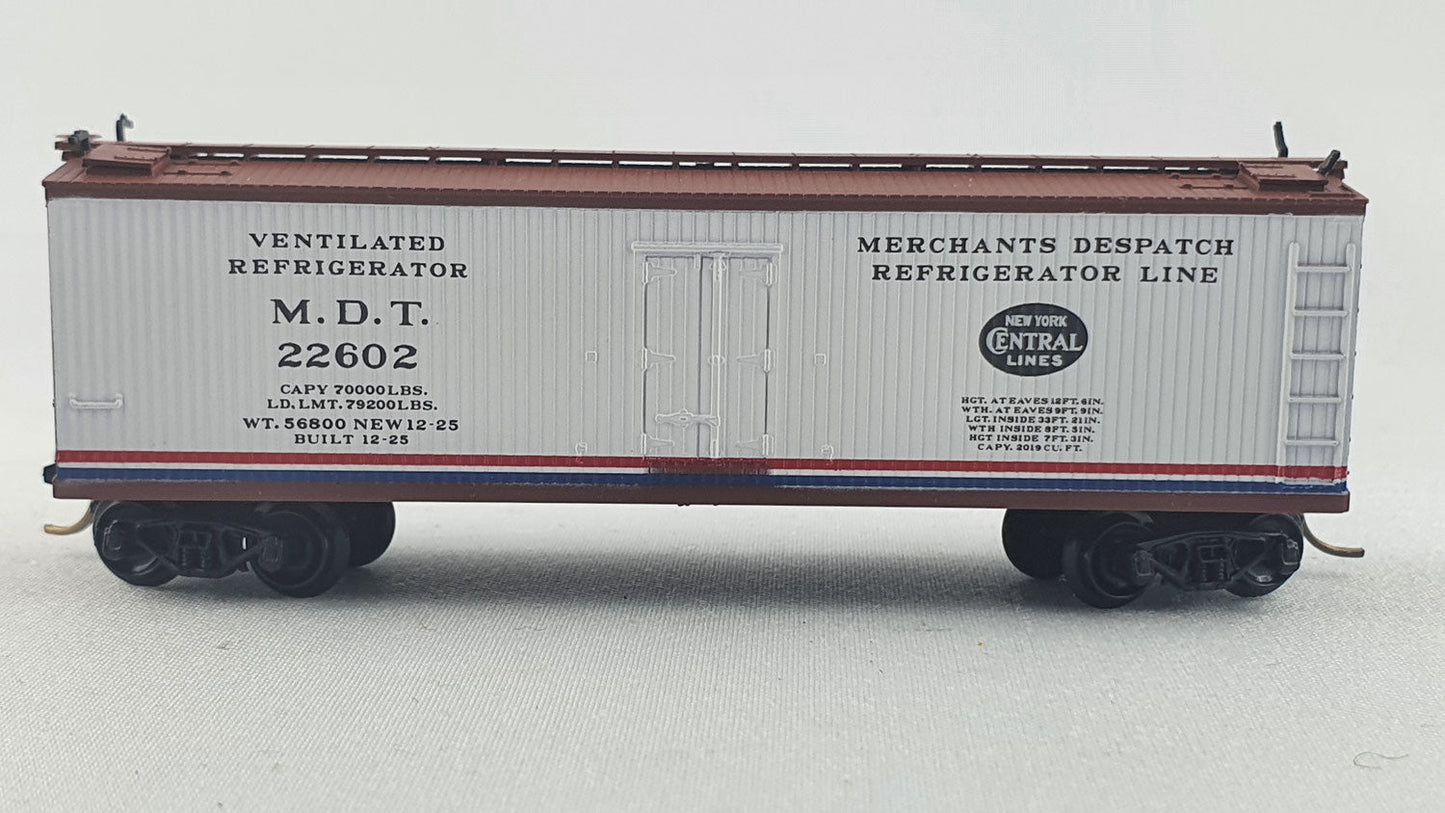 VENTILATED
REFRIGERATOR
M.D.T.
22602
CAPY 70000LBS.
LD. LMT. 79200LBS.
WT. 56800 NEW 12-25
BUILT 12-25
MERCHANTS DESPATCH
REFRIGERATOR LINE
NEW YORK
CENTRAL
LINES
HGT. AT EAVES 12FT. 6IN.
WTH. AT EAVES 9FT. 9IN.
LGT. INSIDE 33FT. 2¼IN.
WTH INSIDE 8FT. 3IN.
HGT INSIDE 7FT. 3IN.
CAPY. 2019 CU. FT.